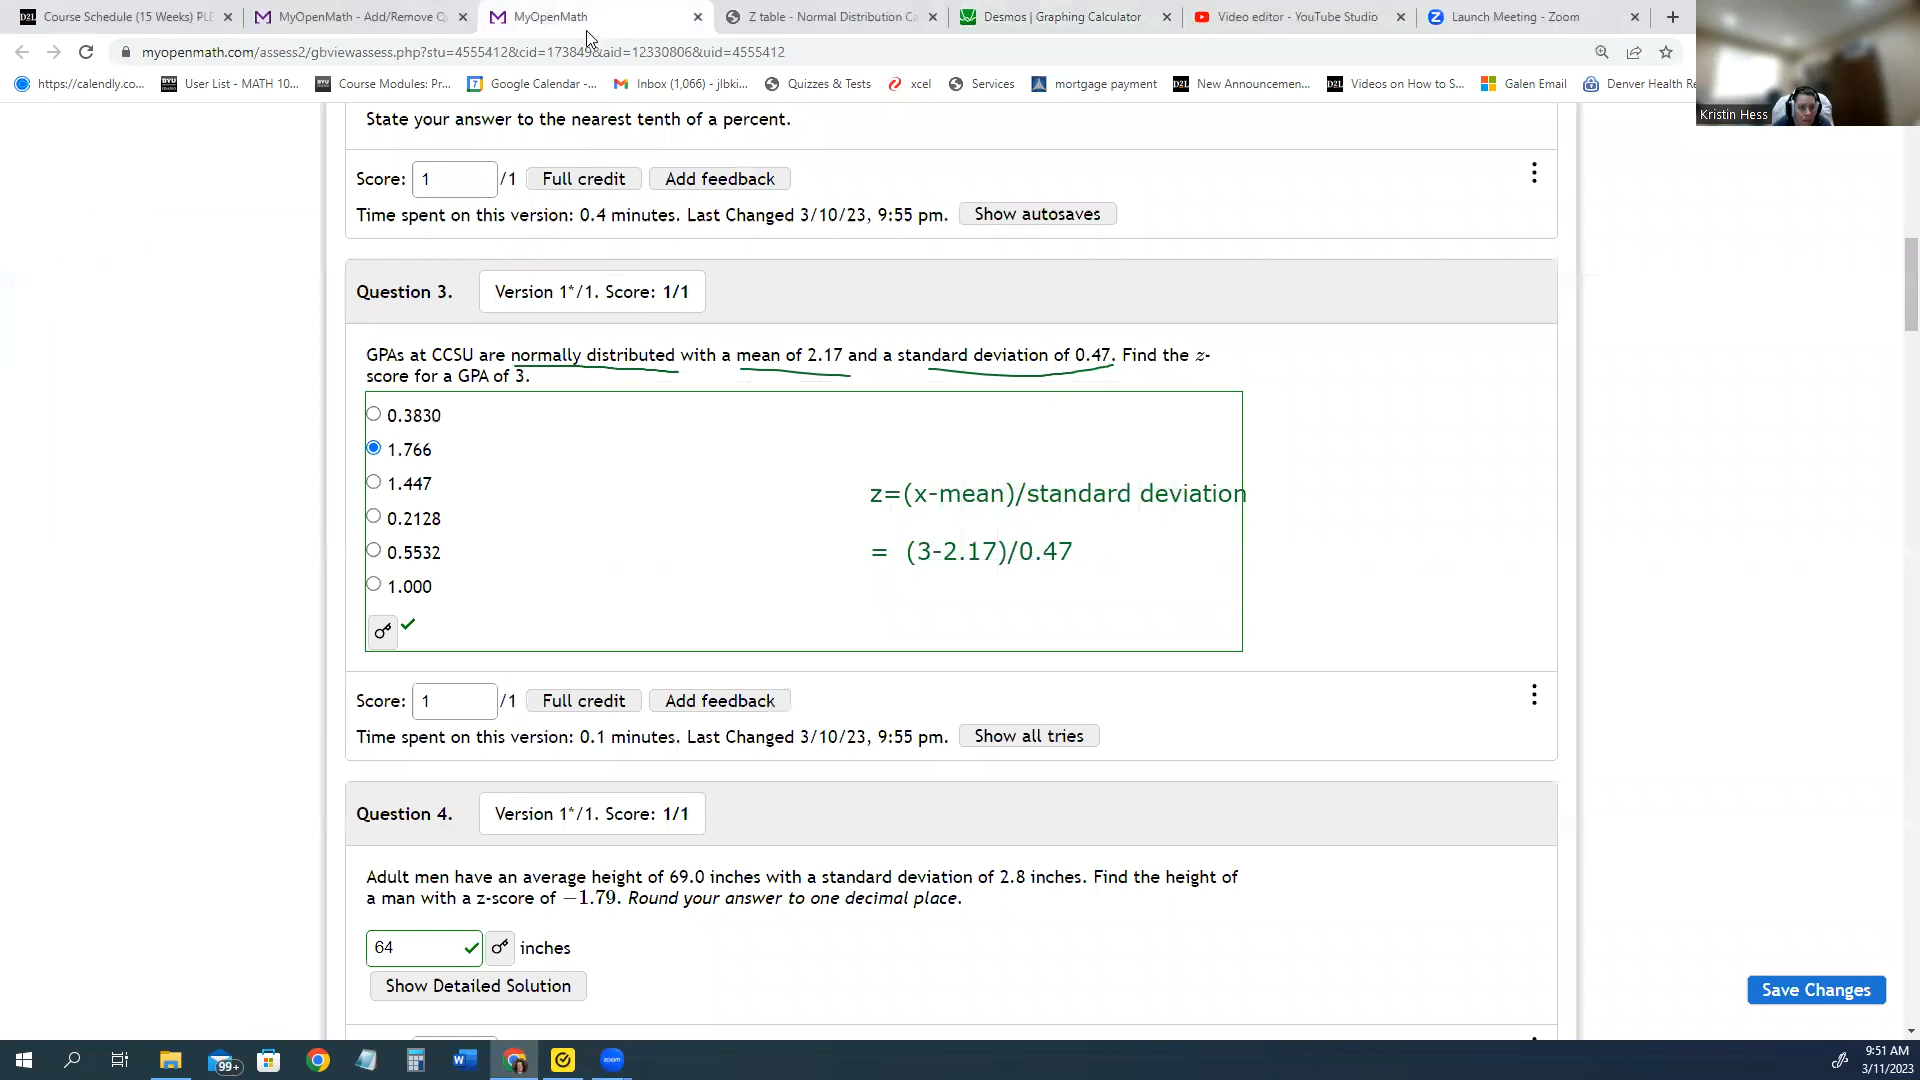 Course Schedule (15 Weeks) PLE
MyOpenMath - Add/Remove Q
MyOpenMath
Z table - Normal Distribution Ca
Desmos | Graphing Calculator
Video editor - YouTube Studio
Launch Meeting - Zoom
myopenmath.com/assess2/gbviewassess.php?stu=4555412&cid=173849&aid=12330806&uid=4555412
https://calendly.co...
User List - MATH 10...
Course Modules: Pr...
Google Calendar -...
Inbox (1,066) - jlbki...
Quizzes & Tests
xcel
Services
mortgage payment
New Announcemen...
Videos on How to S...
Galen Email
Denver Health Re
Kristin Hess
State your answer to the nearest tenth of a percent.
Score: 1 /1 Full credit Add feedback
Time spent on this version: 0.4 minutes. Last Changed 3/10/23, 9:55 pm. Show autosaves
Question 3. Version 1*/1. Score: 1/1
GPAs at CCSU are normally distributed with a mean of 2.17 and a standard deviation of 0.47. Find the z-
score for a GPA of 3.
0.3830
1.766
1.447
0.2128
0.5532
1.000
z=(x-mean)/standard deviation
= (3-2.17)/0.47
Score: 1 /1 Full credit Add feedback
Time spent on this version: 0.1 minutes. Last Changed 3/10/23, 9:55 pm. Show all tries
Question 4. Version 1*/1. Score: 1/1
Adult men have an average height of 69.0 inches with a standard deviation of 2.8 inches. Find the height of
a man with a z-score of −1.79. Round your answer to one decimal place.
64 inches
Show Detailed Solution
Save Changes
99+
zoom
9:51 AM
3/11/2023